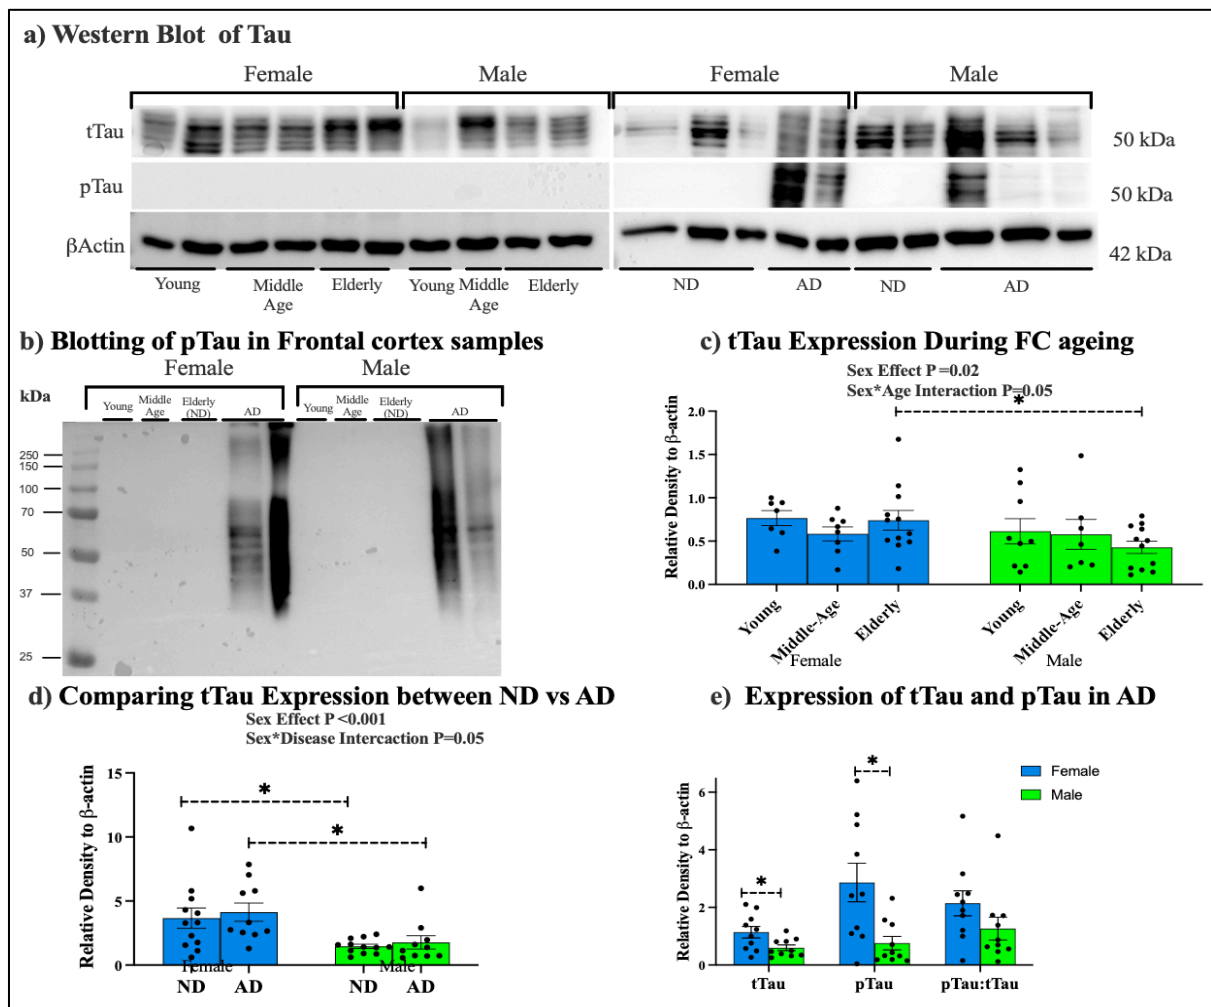 a) Western Blot of Tau
Female Male Female Male
tTau 50 kDa
pTau 50 kDa
βActin 42 kDa
Young Middle Age Elderly Young Middle Age Elderly ND AD ND AD
b) Blotting of pTau in Frontal cortex samples
Female Male
kDa
Young Middle Age Elderly (ND) AD Young Middle Age Elderly (ND) AD
250
150
100
70
50
37
25
c) tTau Expression During FC ageing
Sex Effect P =0.02
Sex*Age Interaction P=0.05
*
Relative Density to β-actin
2.0
1.5
1.0
0.5
0.0
Young Middle-Age Elderly Young Middle-Age Elderly
Female Male
d) Comparing tTau Expression between ND vs AD
Sex Effect P <0.001
Sex*Disease Intercaction P=0.05
* *
Relative Density to β-actin
15
10
5
0
Female Male
ND AD ND AD
e) Expression of tTau and pTau in AD
* *
Female
Male
Relative Density to β-actin
6
4
2
0
tTau pTau pTau:tTau